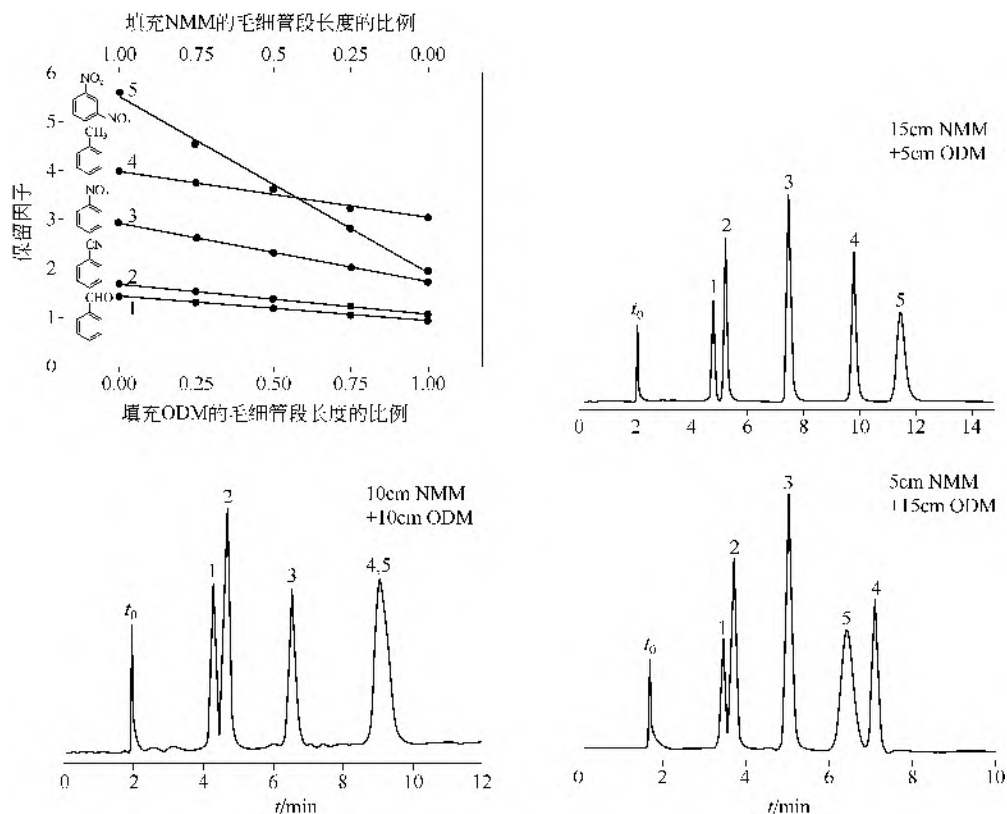 填充NMM的毛细管段长度的比例
1.00 0.75 0.5 0.25 0.00
保留因子
6
5-
4-
3-
2-
1-
0
NO₂
NO₂
5
CH₃
4
NO₂
3
CN
2
CHO
1
0.00 0.25 0.50 0.75 1.00
填充ODM的毛细管段长度的比例
15cm NMM
+5cm ODM
t₀ 1 2 3 4 5
0 2 4 6 8 10 12 14
10cm NMM
+10cm ODM
t₀ 1 2 3 4,5
0 2 4 6 8 10 12
t/min
5cm NMM
+15cm ODM
t₀ 1 2 3 5 4
0 2 4 6 8 10
t/min